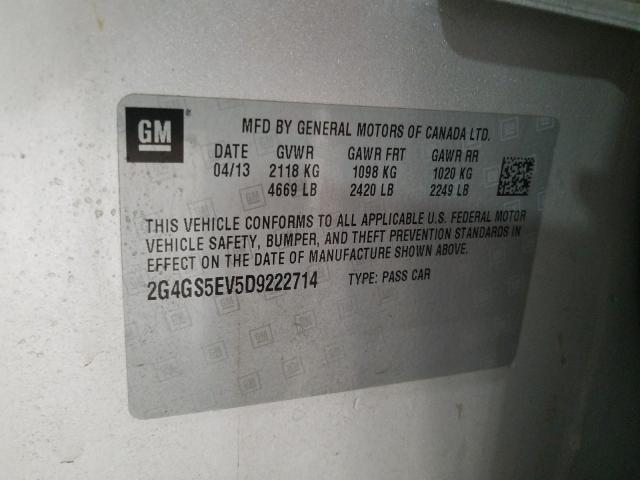 GM
MFD BY GENERAL MOTORS OF CANADA LTD.
DATE GVWR GAWR FRT GAWR RR
04/13 2118 KG 1098 KG 1020 KG
4669 LB 2420 LB 2249 LB
THIS VEHICLE CONFORMS TO ALL APPLICABLE U.S. FEDERAL MOTOR
VEHICLE SAFETY, BUMPER, AND THEFT PREVENTION STANDARDS IN
EFFECT ON THE DATE OF MANUFACTURE SHOWN ABOVE.
2G4GS5EV5D9222714 TYPE: PASS CAR